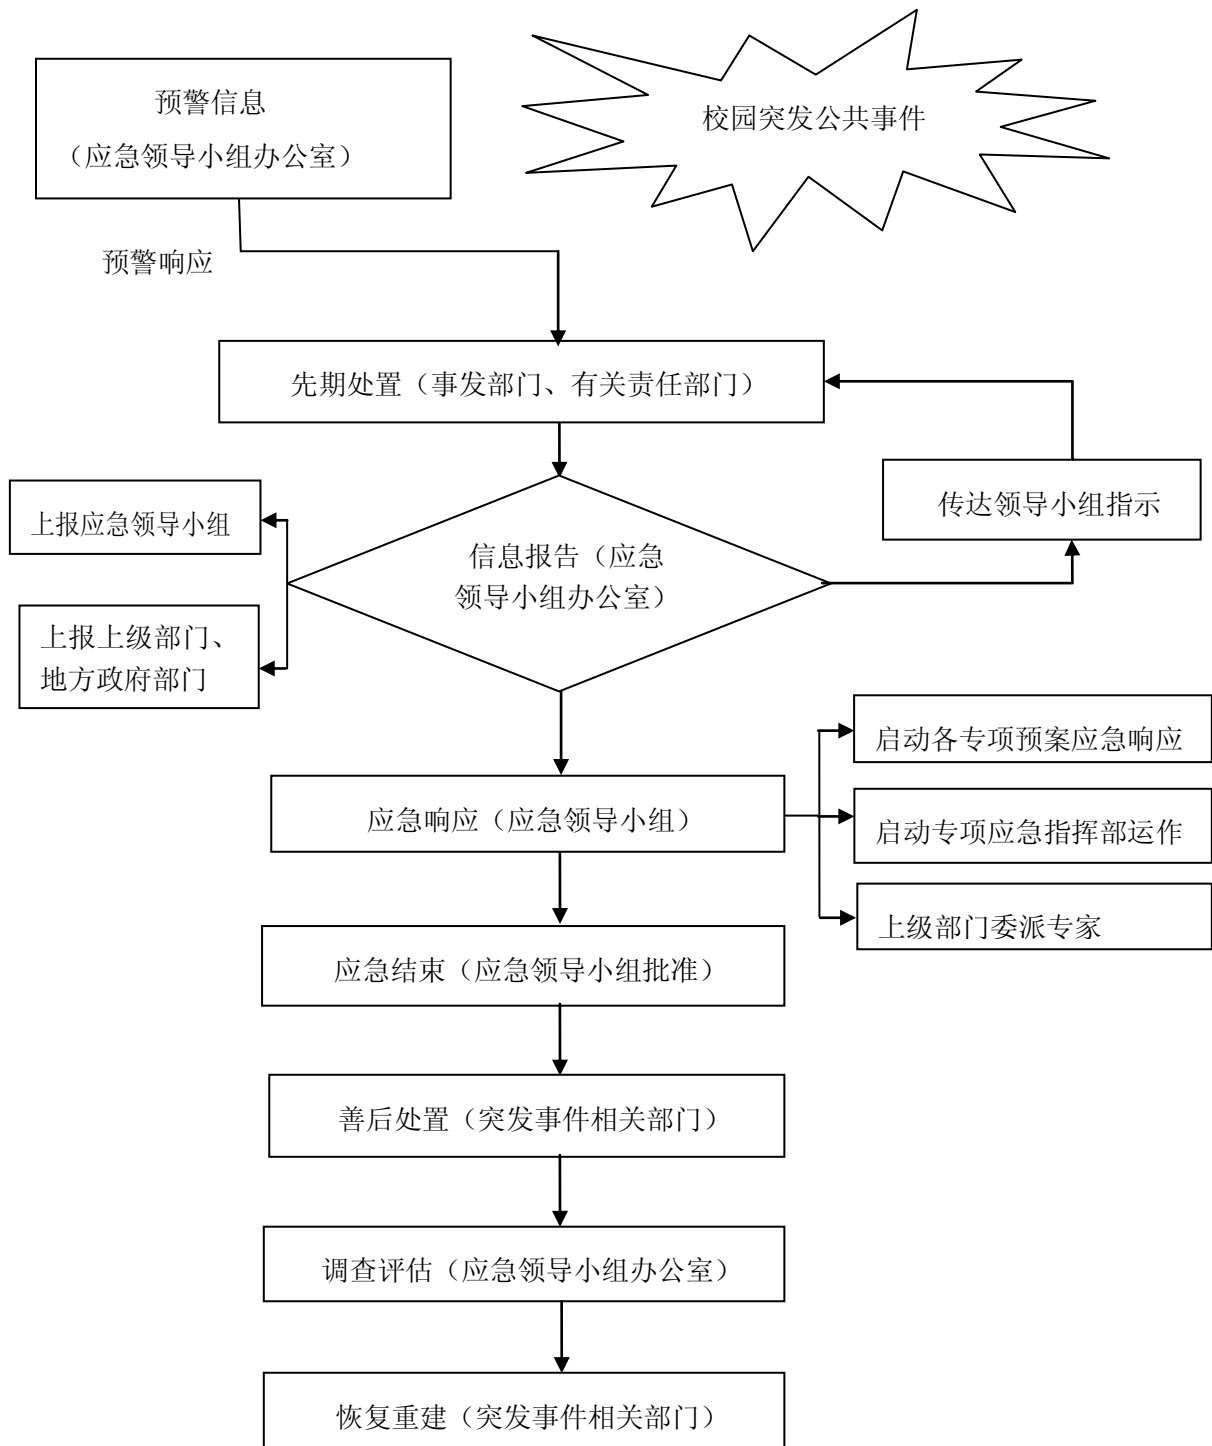 预警信息
（应急领导小组办公室）
校园突发公共事件
预警响应
先期处置（事发部门、有关责任部门）
传达领导小组指示
上报应急领导小组
信息报告（应急
领导小组办公室）
上报上级部门、
地方政府部门
启动各专项预案应急响应
应急响应（应急领导小组）
启动专项应急指挥部运作
上级部门委派专家
应急结束（应急领导小组批准）
善后处置（突发事件相关部门）
调查评估（应急领导小组办公室）
恢复重建（突发事件相关部门）